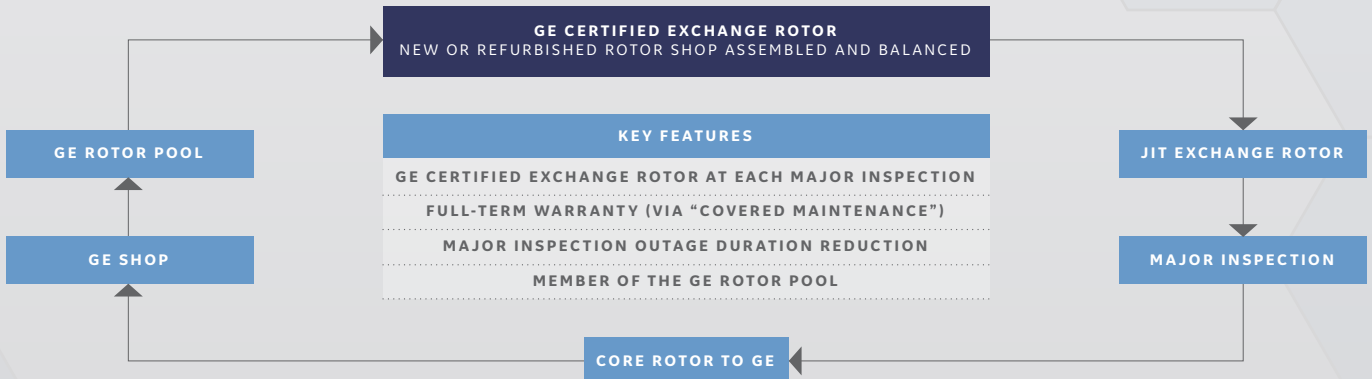 GE CERTIFIED EXCHANGE ROTOR
NEW OR REFURBISHED ROTOR SHOP ASSEMBLED AND BALANCED
GE ROTOR POOL
KEY FEATURES
JIT EXCHANGE ROTOR
GE CERTIFIED EXCHANGE ROTOR AT EACH MAJOR INSPECTION
FULL-TERM WARRANTY (VIA “COVERED MAINTENANCE”)
MAJOR INSPECTION OUTAGE DURATION REDUCTION
MEMBER OF THE GE ROTOR POOL
GE SHOP
MAJOR INSPECTION
CORE ROTOR TO GE